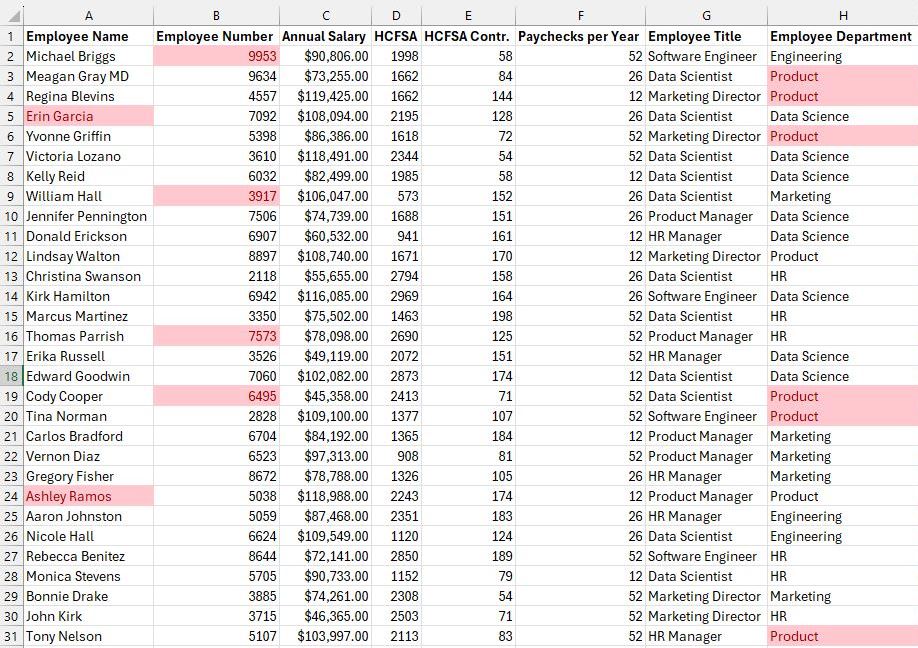 A B C D E F G H
1 Employee Name Employee Number Annual Salary HCFSA HCFSA Contr. Paychecks per Year Employee Title Employee Department
2 Michael Briggs 9953 $90,806.00 1998 58 52 Software Engineer Engineering
3 Meagan Gray MD 9634 $73,255.00 1662 84 26 Data Scientist Product
4 Regina Blevins 4557 $119,425.00 1662 144 12 Marketing Director Product
5 Erin Garcia 7092 $108,094.00 2195 128 26 Data Scientist Data Science
6 Yvonne Griffin 5398 $86,386.00 1618 72 52 Marketing Director Product
7 Victoria Lozano 3610 $118,491.00 2344 54 52 Data Scientist Data Science
8 Kelly Reid 6032 $82,499.00 1985 58 12 Data Scientist Data Science
9 William Hall 3917 $106,047.00 573 152 26 Data Scientist Marketing
10 Jennifer Pennington 7506 $74,739.00 1688 151 26 Product Manager Data Science
11 Donald Erickson 6907 $60,532.00 941 161 12 HR Manager Data Science
12 Lindsay Walton 8897 $108,740.00 1671 170 12 Marketing Director Product
13 Christina Swanson 2118 $55,655.00 2794 158 26 Data Scientist HR
14 Kirk Hamilton 6942 $116,085.00 2969 164 26 Software Engineer Data Science
15 Marcus Martinez 3350 $75,502.00 1463 198 52 Data Scientist HR
16 Thomas Parrish 7573 $78,098.00 2690 125 52 Product Manager HR
17 Erika Russell 3526 $49,119.00 2072 151 52 HR Manager Data Science
18 Edward Goodwin 7060 $102,082.00 2873 174 12 Data Scientist Data Science
19 Cody Cooper 6495 $45,358.00 2413 71 52 Data Scientist Product
20 Tina Norman 2828 $109,100.00 1377 107 52 Software Engineer Product
21 Carlos Bradford 6704 $84,192.00 1365 184 12 Product Manager Marketing
22 Vernon Diaz 6523 $97,313.00 908 81 52 Product Manager Marketing
23 Gregory Fisher 8672 $78,788.00 1326 105 26 HR Manager Marketing
24 Ashley Ramos 5038 $118,988.00 2243 174 12 Product Manager Product
25 Aaron Johnston 5059 $87,468.00 2351 183 26 HR Manager Engineering
26 Nicole Hall 6624 $109,549.00 1120 124 26 Data Scientist Engineering
27 Rebecca Benitez 8644 $72,141.00 2850 189 52 Software Engineer HR
28 Monica Stevens 5705 $90,733.00 1152 79 12 Data Scientist HR
29 Bonnie Drake 3885 $74,261.00 2308 54 52 Marketing Director Marketing
30 John Kirk 3715 $46,365.00 2503 71 52 Marketing Director HR
31 Tony Nelson 5107 $103,997.00 2113 83 52 HR Manager Product